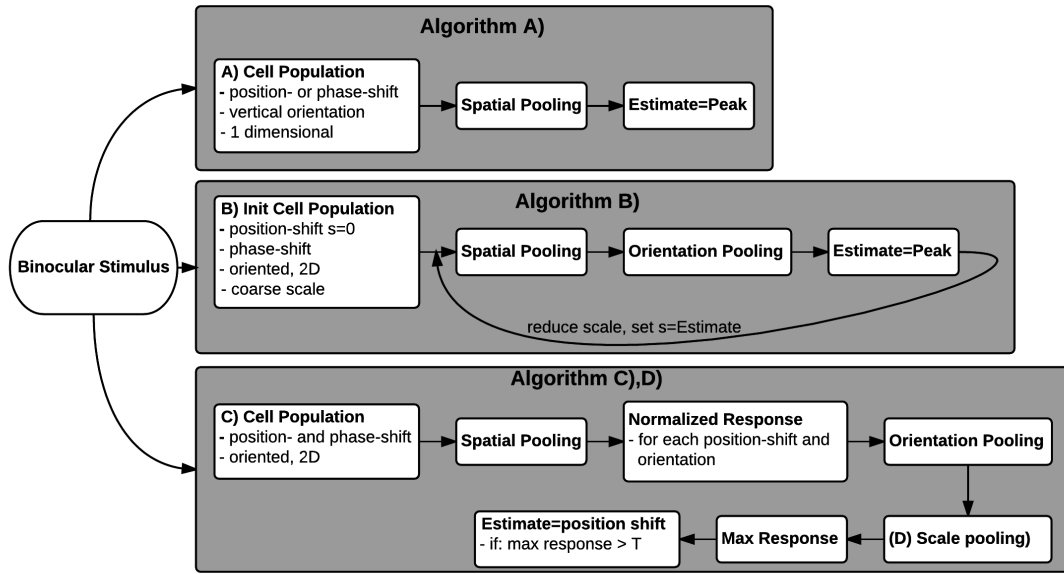 Algorithm A)
A) Cell Population
- position- or phase-shift
- vertical orientation
- 1 dimensional
Spatial Pooling
Estimate=Peak
Binocular Stimulus
Algorithm B)
B) Init Cell Population
- position-shift s=0
- phase-shift
- oriented, 2D
- coarse scale
Spatial Pooling
Orientation Pooling
Estimate=Peak
reduce scale, set s=Estimate
Algorithm C),D)
C) Cell Population
- position- and phase-shift
- oriented, 2D
Spatial Pooling
Normalized Response
- for each position-shift and
orientation
Orientation Pooling
(D) Scale pooling)
Max Response
Estimate=position shift
- if: max response > T